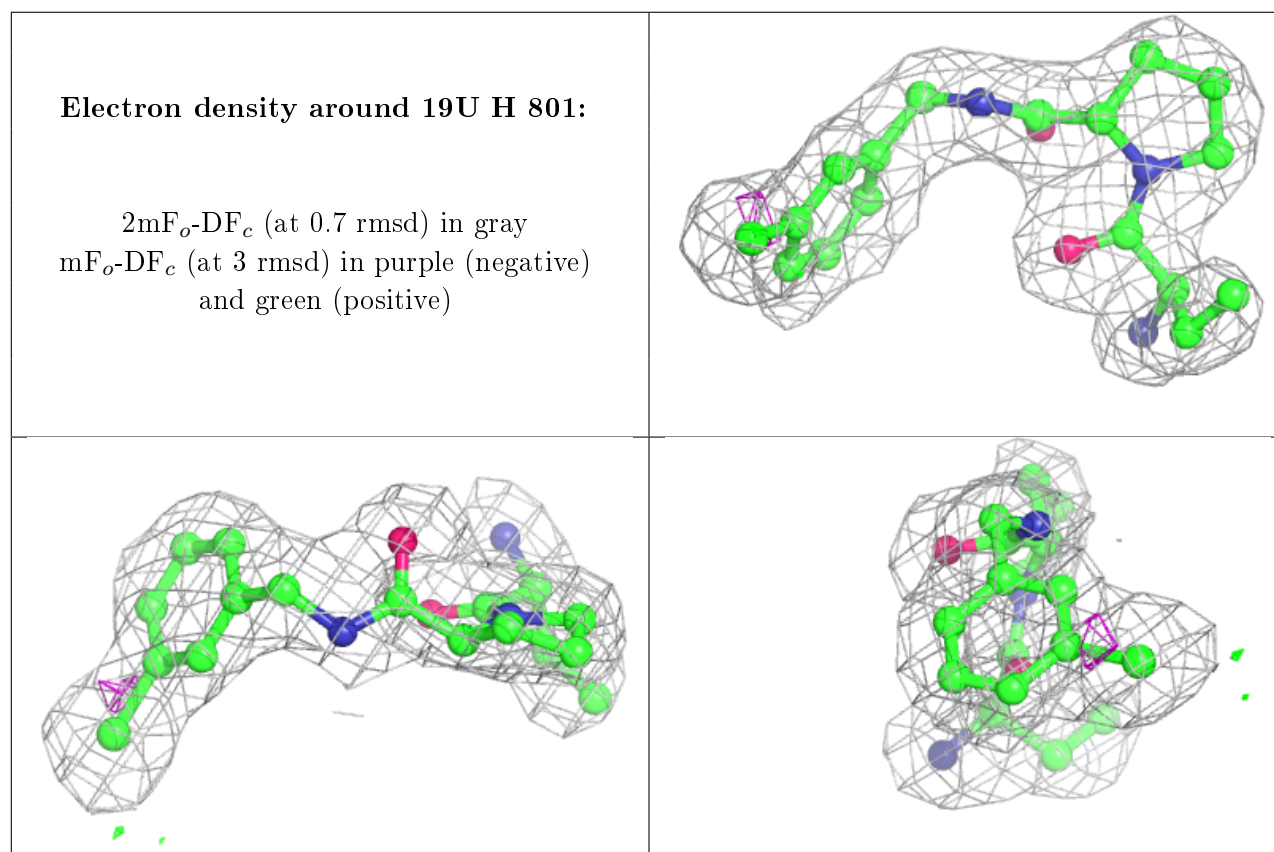 Electron density around 19U H 801:
2mFo-DFc (at 0.7 rmsd) in gray
mFo-DFc (at 3 rmsd) in purple (negative)
and green (positive)